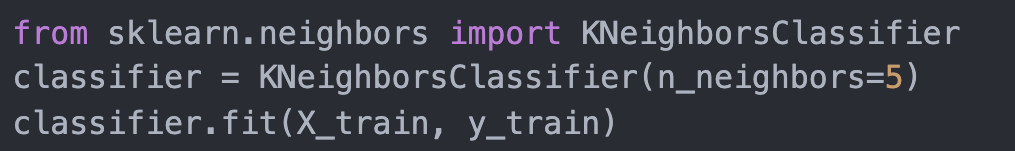 from sklearn.neighbors import KNeighborsClassifier
classifier = KNeighborsClassifier(n_neighbors=5)
classifier.fit(X_train, y_train)